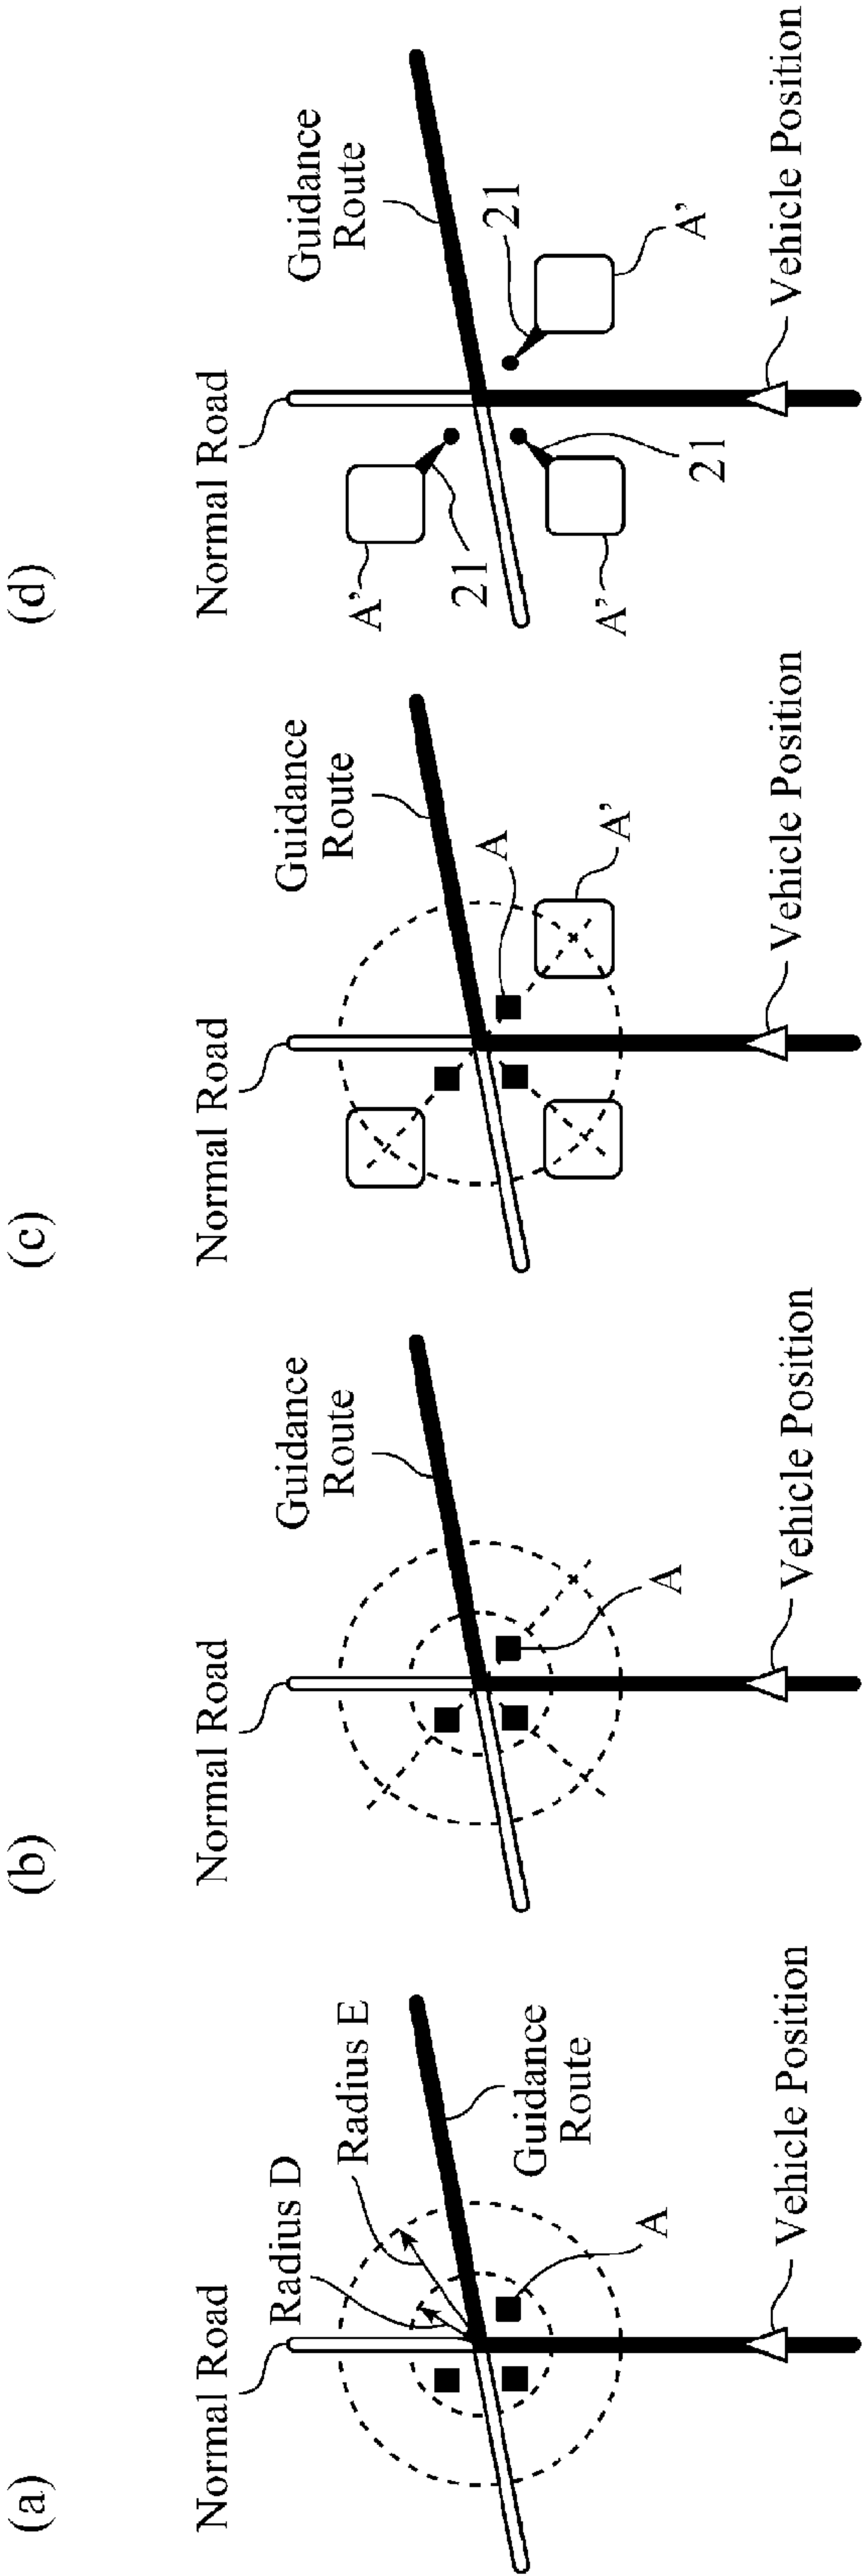 (a)
Normal Road
Radius D
Radius E
Guidance
Route
A
Vehicle Position
(b)
Normal Road
Guidance
Route
A
Vehicle Position
(c)
Normal Road
Guidance
Route
A
A'
Vehicle Position
(d)
Normal Road
Guidance
Route
A'
21
21
A'
A'
21
Vehicle Position